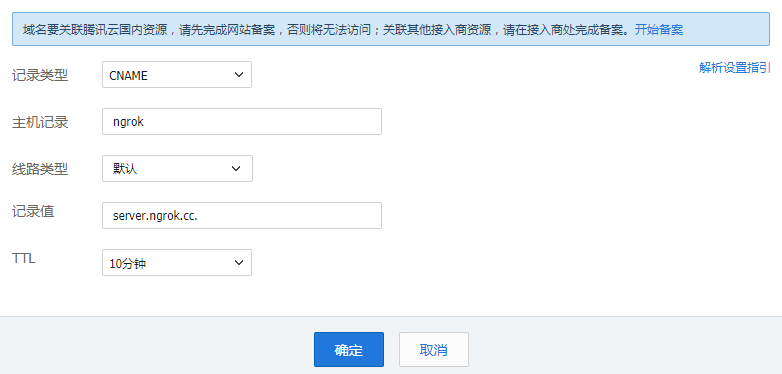 域名要关联腾讯云国内资源，请先完成网站备案，否则将无法访问；关联其他接入商资源，请在接入商处完成备案。开始备案
解析设置指引
记录类型 CNAME
主机记录 ngrok
线路类型 默认
记录值 server.ngrok.cc.
TTL 10分钟
确定 取消